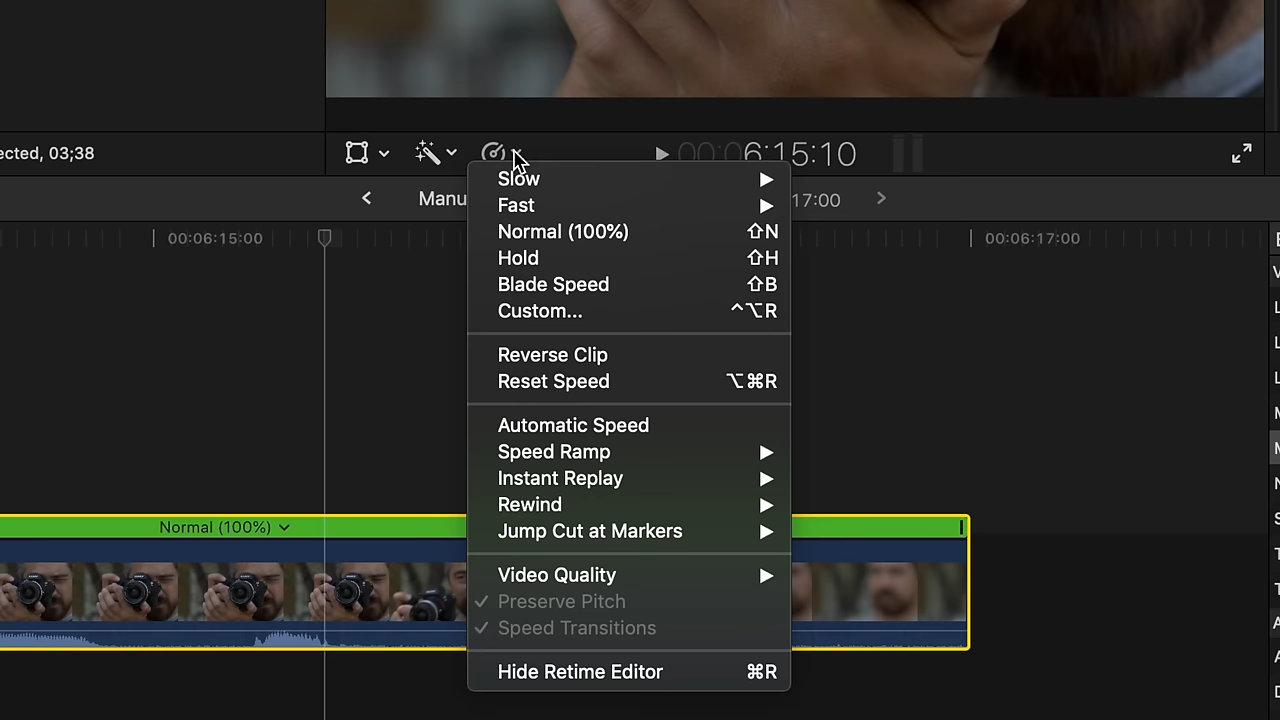 ected, 03;38
00:06:15:10
Manu
17:00
00:06:15:00
00:06:17:00
Slow
Fast
Normal (100%) ⇧N
Hold ⇧H
Blade Speed ⇧B
Custom... ^⌥R
Reverse Clip
Reset Speed ⌥⌘R
Automatic Speed
Speed Ramp
Instant Replay
Rewind
Jump Cut at Markers
Normal (100%)
Video Quality
Preserve Pitch
Speed Transitions
Hide Retime Editor ⌘R